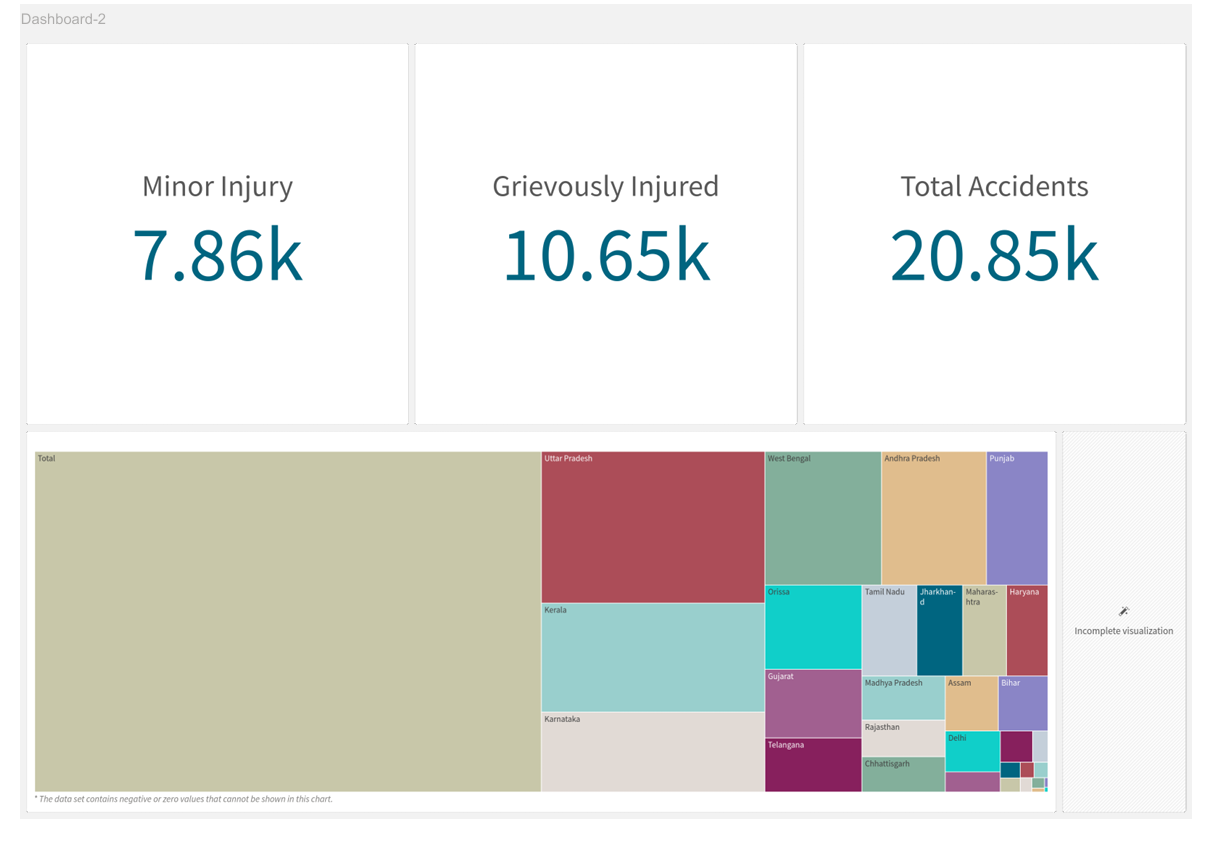 Dashboard-2
Minor Injury
7.86k
Grievously Injured
10.65k
Total Accidents
20.85k
Total
Uttar Pradesh
West Bengal
Andhra Pradesh
Punjab
Orissa
Tamil Nadu
Jharkhan-
d
Maharas-
htra
Haryana
Kerala
Gujarat
Madhya Pradesh
Assam
Bihar
Karnataka
Rajasthan
Telangana
Delhi
Chhattisgarh
* The data set contains negative or zero values that cannot be shown in this chart.
Incomplete visualization